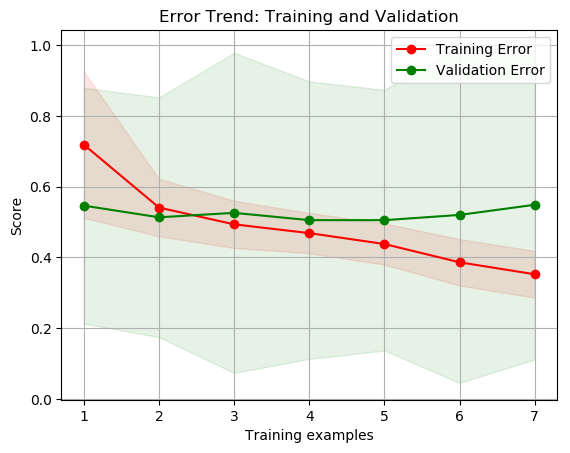 Error Trend: Training and Validation
Training Error
Validation Error
Score
1.0
0.8
0.6
0.4
0.2
0.0
1 2 3 4 5 6 7
Training examples